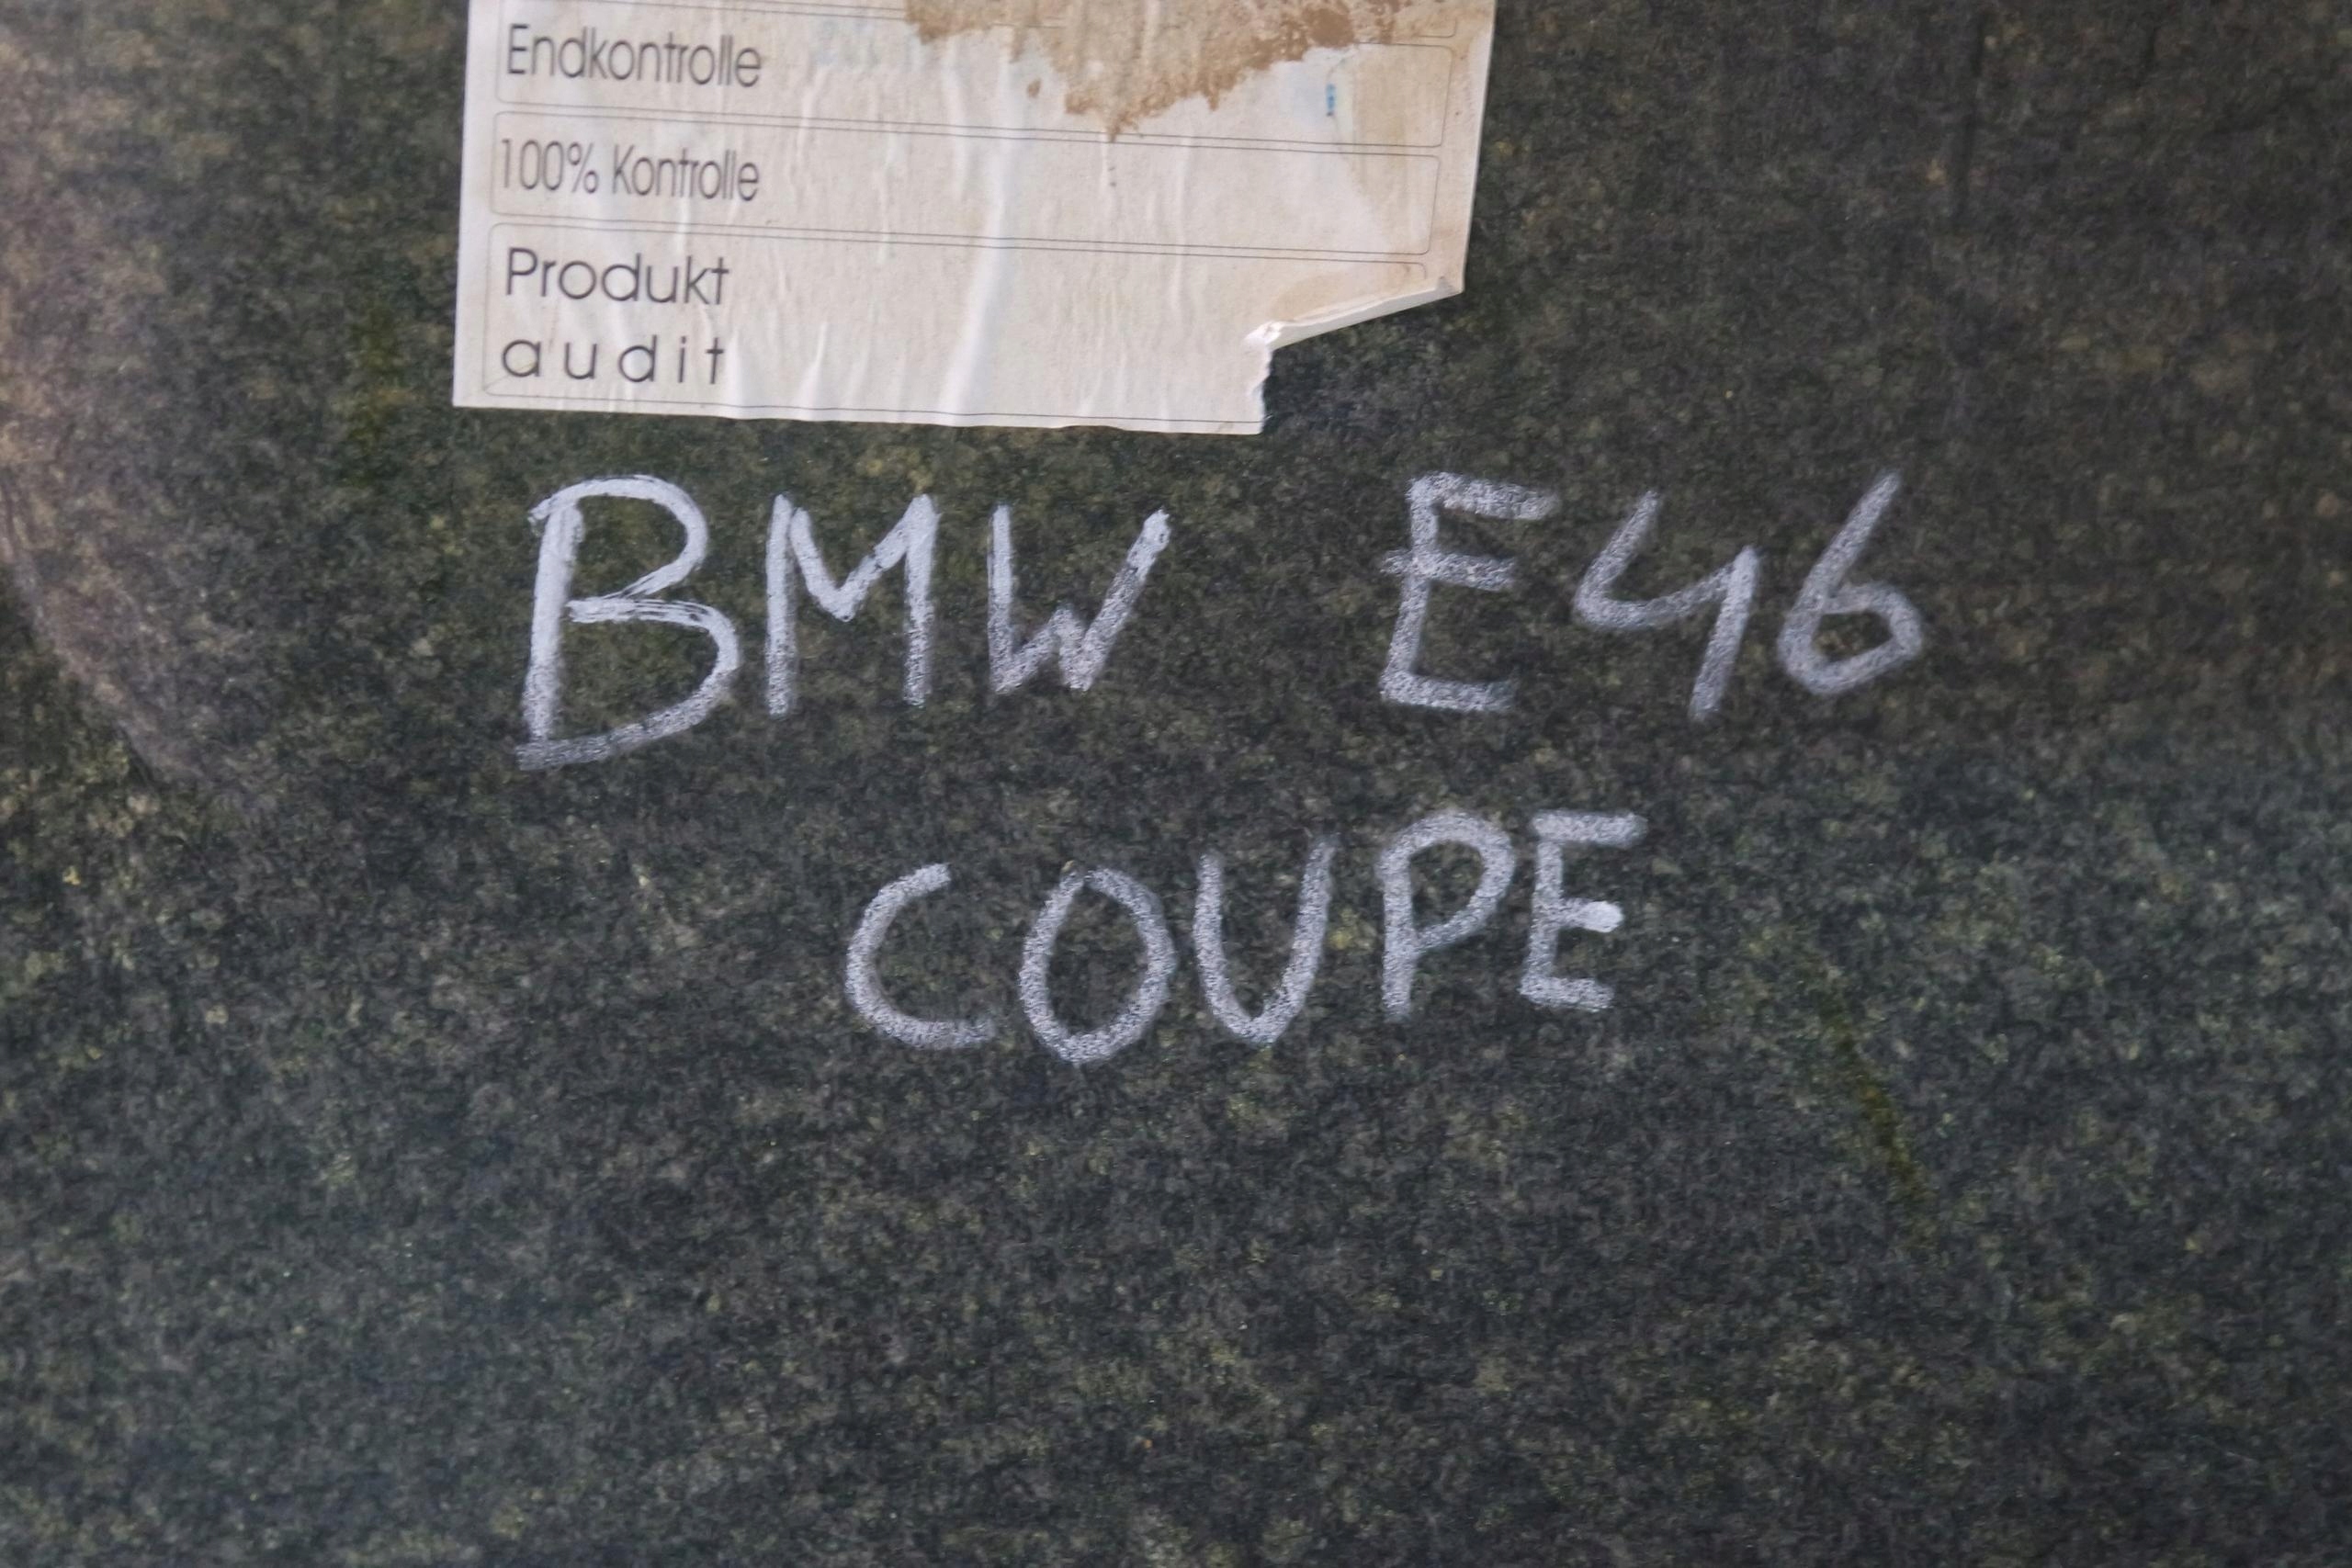 Endkontrolle
100% Kontrolle
Produkt
audit
BMW E46
COUPE